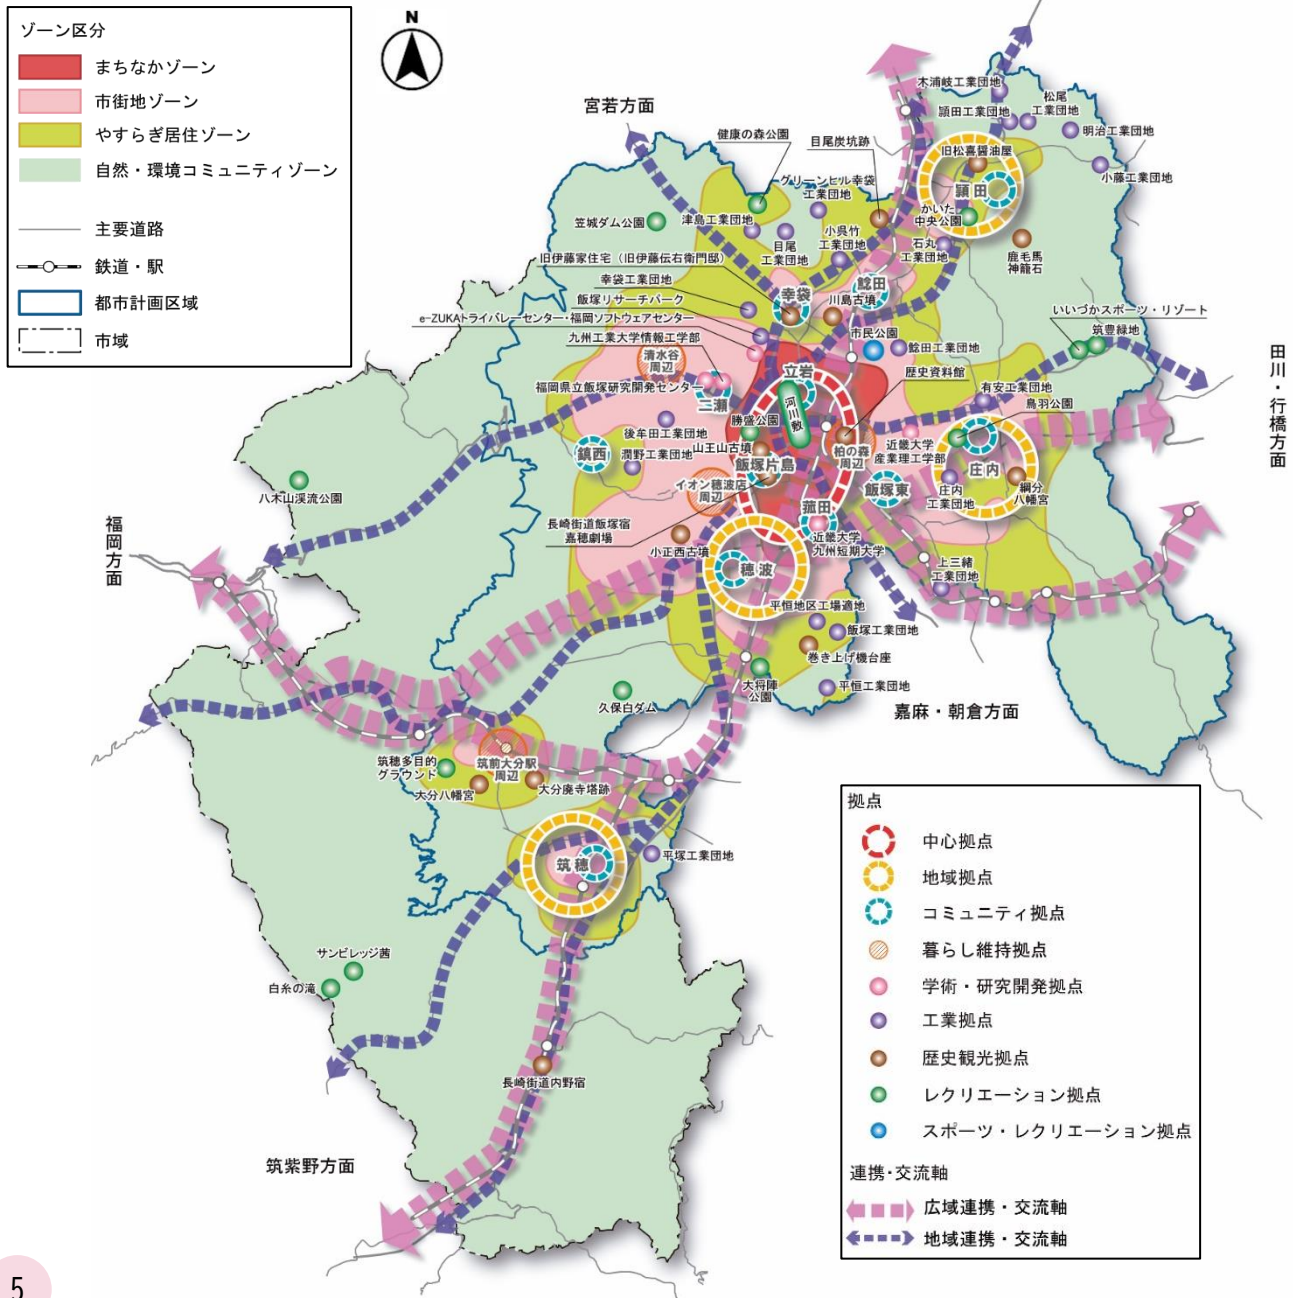 ゾーン区分
まちなかゾーン
市街地ゾーン
やすらぎ居住ゾーン
自然・環境コミュニティゾーン
主要道路
鉄道・駅
都市計画区域
市域
N
宮若方面
健康の森公園
目尾炭坑跡
木浦岐工業団地
頴田工業団地
松尾
工業団地
明治工業団地
小藤工業団地
旧松喜醤油屋
頴田
かいた
中央公園
鹿毛馬
神籠石
グリーンヒル幸袋
工業団地
笠城ダム公園
津島工業団地
目尾
工業団地
小呉竹
工業団地
石丸
工業団地
旧伊藤家住宅（旧伊藤伝右衛門邸）
幸袋工業団地
飯塚リサーチパーク
e-ZUKAトライバレーセンター・福岡ソフトウェアセンター
九州工業大学情報工学部
幸袋
鯰田
川島古墳
市民公園
鯰田工業団地
いいづかスポーツ・リゾート
筑豊緑地
田川・行橋方面
清水谷
周辺
福岡県立飯塚研究開発センター
二瀬
立岩
河川敷
歴史資料館
有安工業団地
鳥羽公園
勝盛公園
後牟田工業団地
山王山古墳
鎮西
潤野工業団地
飯塚片島
柏の森
周辺
近畿大学
産業理工学部
庄内
イオン穂波店
周辺
飯塚東
庄内
工業団地
綱分
八幡宮
八木山渓流公園
長崎街道飯塚宿
嘉穂劇場
菰田
近畿大学
九州短期大学
小正西古墳
福岡方面
穂波
上三緒
工業団地
平恒地区工場適地
飯塚工業団地
巻き上げ機台座
大将陣
公園
平恒工業団地
久保白ダム
嘉麻・朝倉方面
筑穂多目的
グラウンド
筑前大分駅
周辺
大分八幡宮
大分廃寺塔跡
筑穂
平塚工業団地
サンビレッジ茜
白糸の滝
長崎街道内野宿
筑紫野方面
拠点
中心拠点
地域拠点
コミュニティ拠点
暮らし維持拠点
学術・研究開発拠点
工業拠点
歴史観光拠点
レクリエーション拠点
スポーツ・レクリエーション拠点
連携・交流軸
広域連携・交流軸
地域連携・交流軸
5